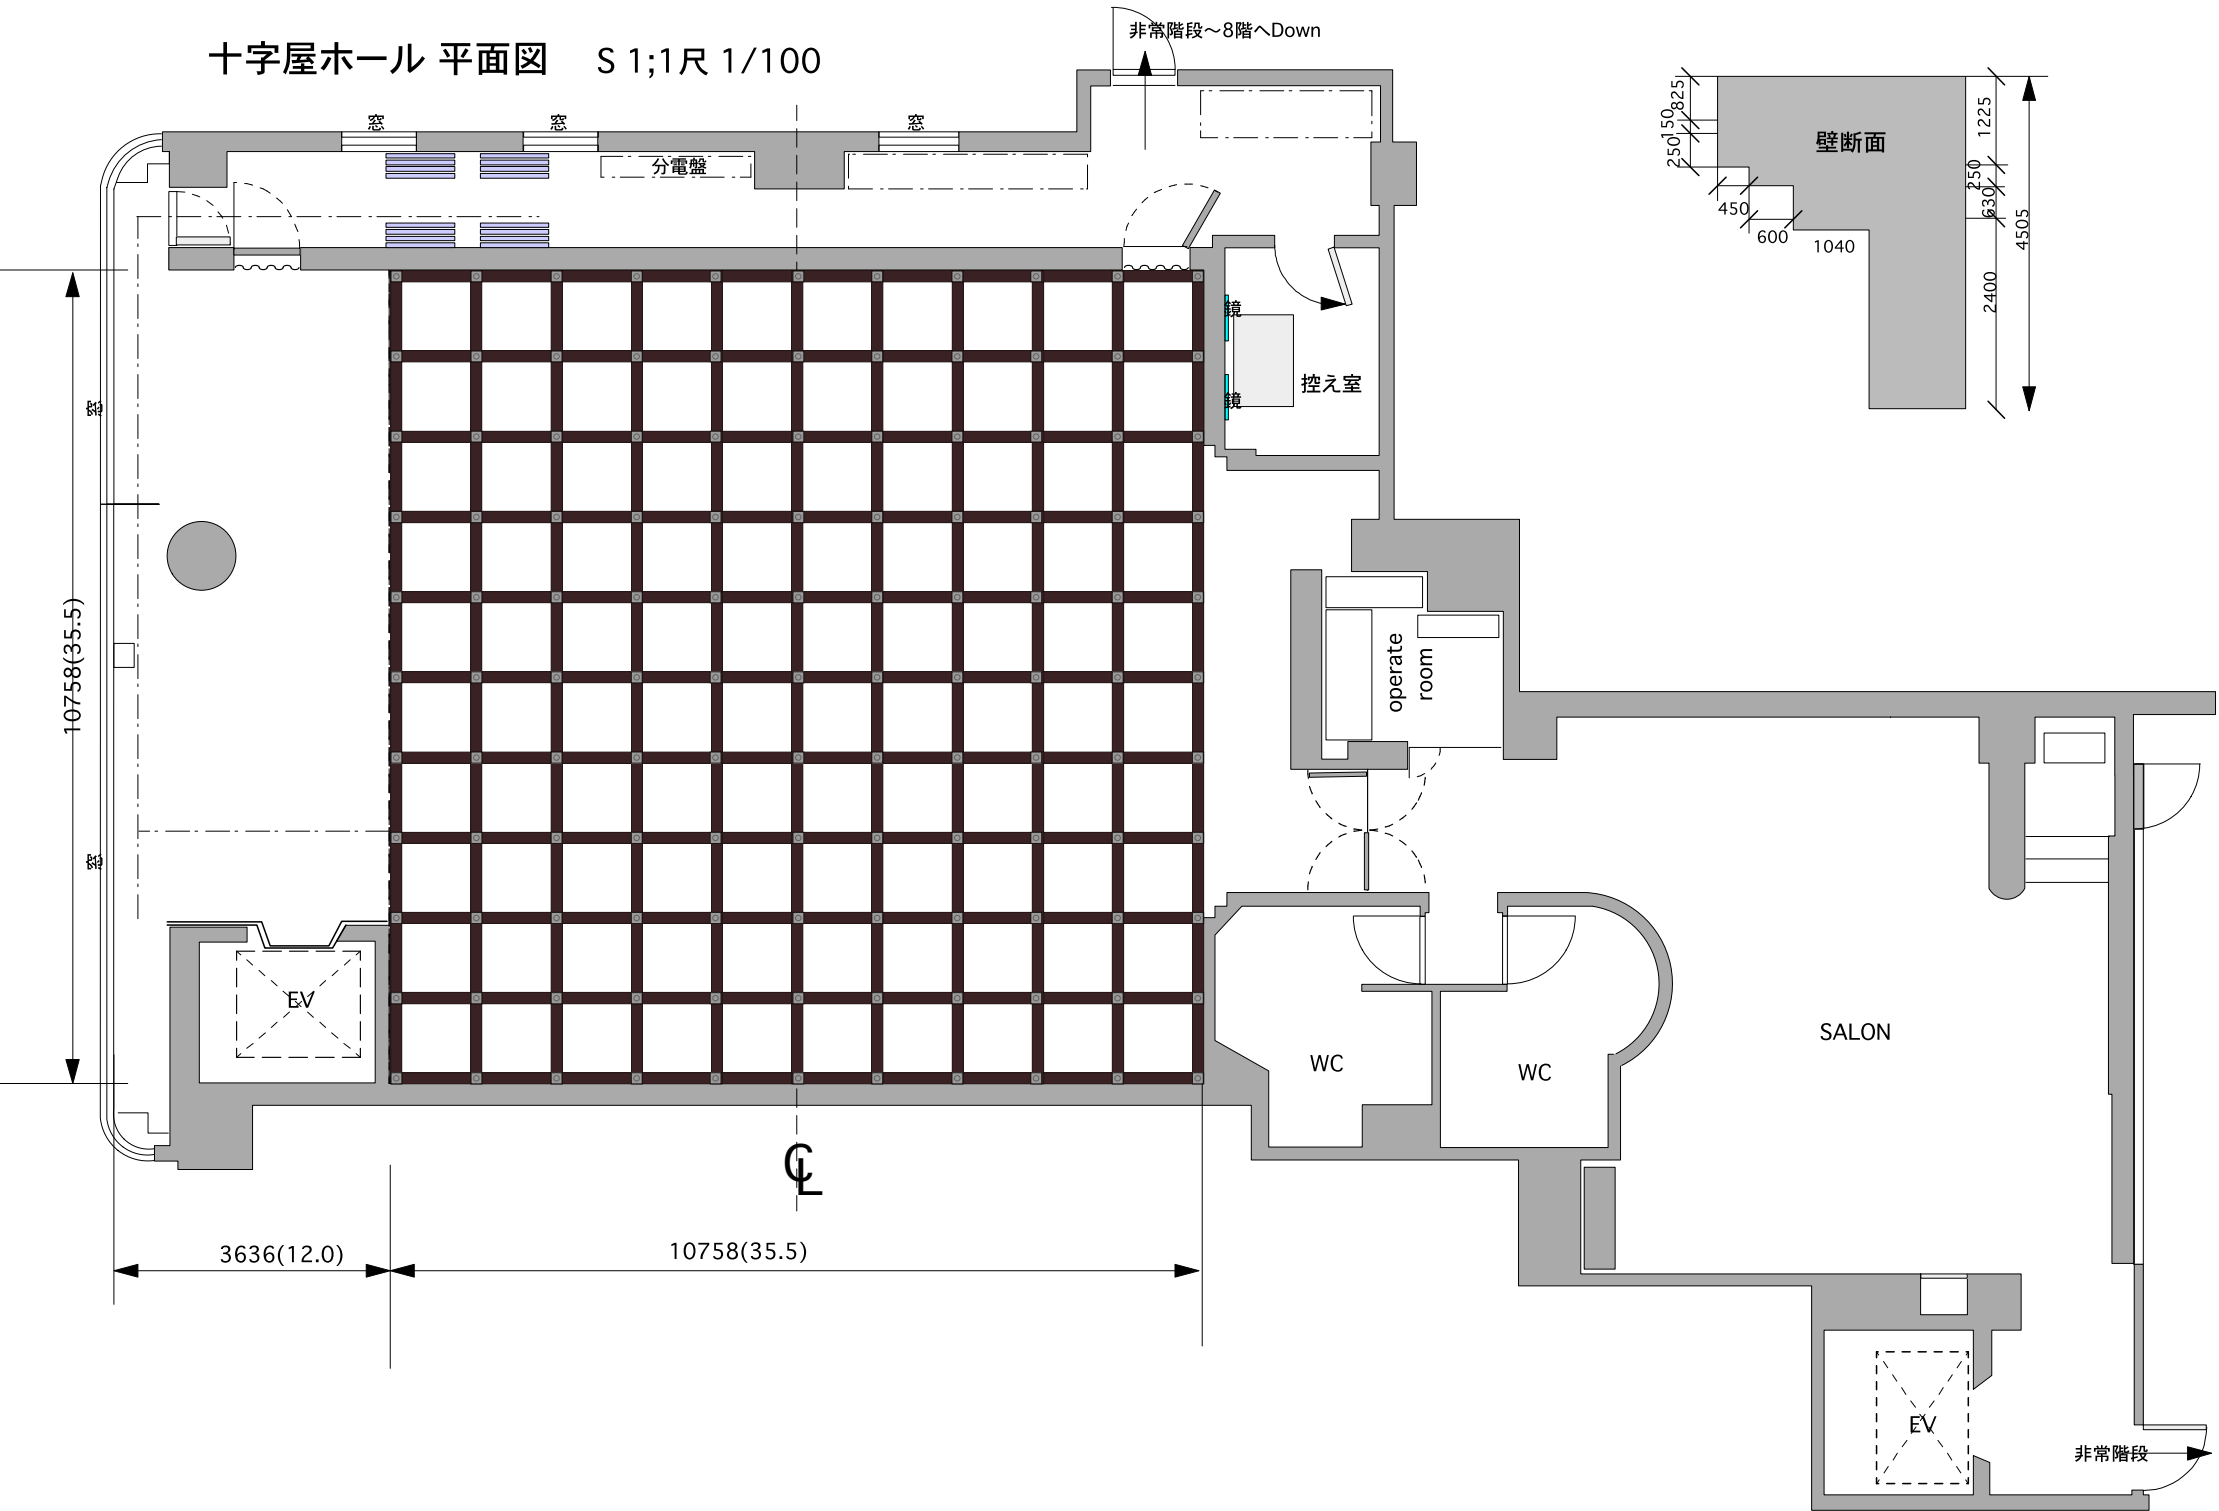 十字屋ホール 平面図 S 1;1尺 1/100
非常階段～8階へDown
窓
窓
窓
分電盤
鏡
鏡
控え室
窓
窓
10758(35.5)
operate
room
EV
WC
WC
SALON
CL
3636(12.0)
10758(35.5)
EV
非常階段
壁断面
825
150
250
450
600
1040
1225
250
630
2400
4505